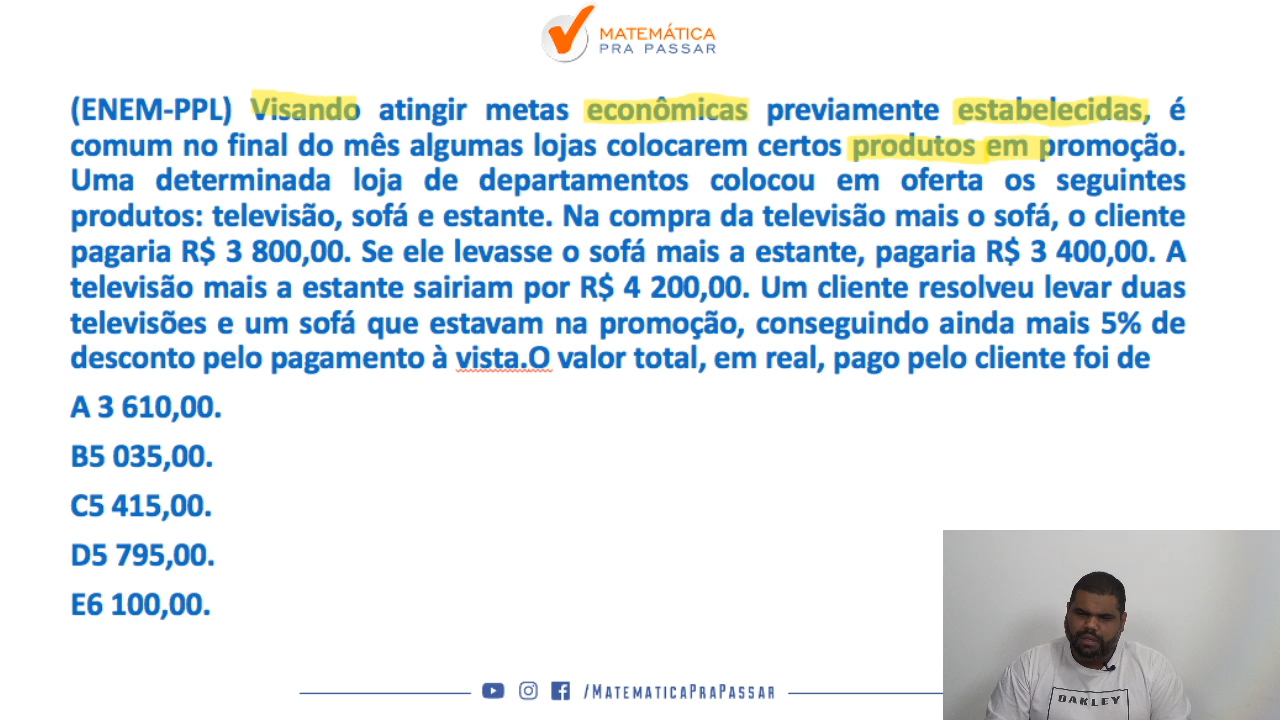 MATEMÁTICA
PRA PASSAR
(ENEM-PPL) Visando atingir metas econômicas previamente estabelecidas, é
comum no final do mês algumas lojas colocarem certos produtos em promoção.
Uma determinada loja de departamentos colocou em oferta os seguintes
produtos: televisão, sofá e estante. Na compra da televisão mais o sofá, o cliente
pagaria R$ 3 800,00. Se ele levasse o sofá mais a estante, pagaria R$ 3 400,00. A
televisão mais a estante sairiam por R$ 4 200,00. Um cliente resolveu levar duas
televisões e um sofá que estavam na promoção, conseguindo ainda mais 5% de
desconto pelo pagamento à vista.O valor total, em real, pago pelo cliente foi de
A 3 610,00.
B5 035,00.
C5 415,00.
D5 795,00.
E6 100,00.
/MATEMATICAPRAPASSAR
OAKLEY